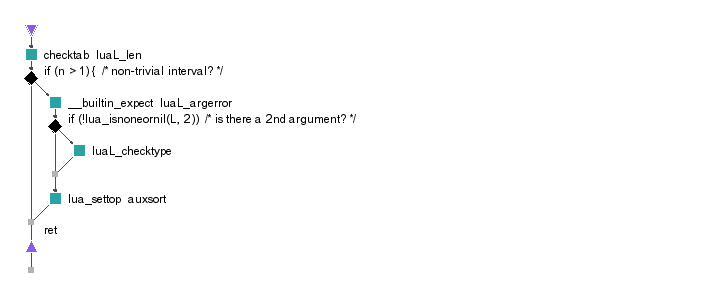 checktab luaL_len
if (n > 1) { /* non-trivial interval? */
__builtin_expect luaL_argerror
if (!lua_isnoneornil(L, 2)) /* is there a 2nd argument? */
luaL_checktype
lua_settop auxsort
ret